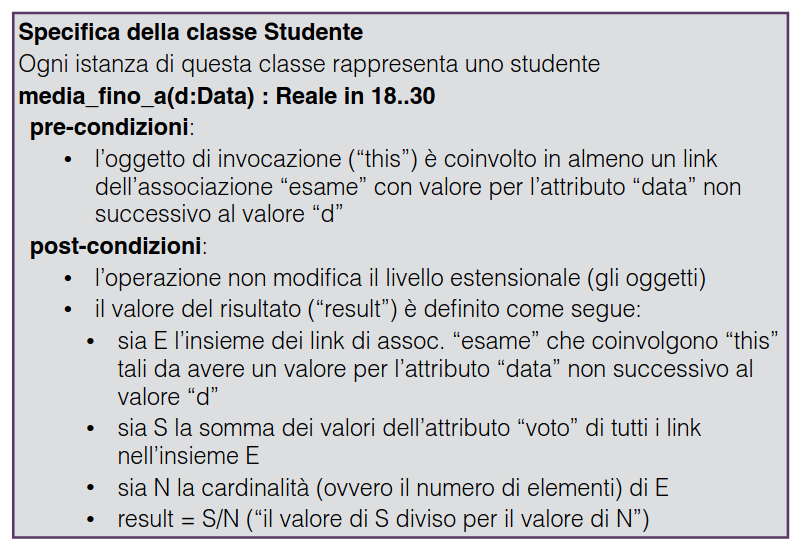 Specifica della classe Studente
Ogni istanza di questa classe rappresenta uno studente
media_fino_a(d:Data) : Reale in 18..30
pre-condizioni:
• l’oggetto di invocazione (“this”) è coinvolto in almeno un link
dell’associazione “esame” con valore per l’attributo “data” non
successivo al valore “d”
post-condizioni:
• l’operazione non modifica il livello estensionale (gli oggetti)
• il valore del risultato (“result”) è definito come segue:
• sia E l’insieme dei link di assoc. “esame” che coinvolgono “this”
tali da avere un valore per l’attributo “data” non successivo al
valore “d”
• sia S la somma dei valori dell’attributo “voto” di tutti i link
nell’insieme E
• sia N la cardinalità (ovvero il numero di elementi) di E
• result = S/N (“il valore di S diviso per il valore di N”)